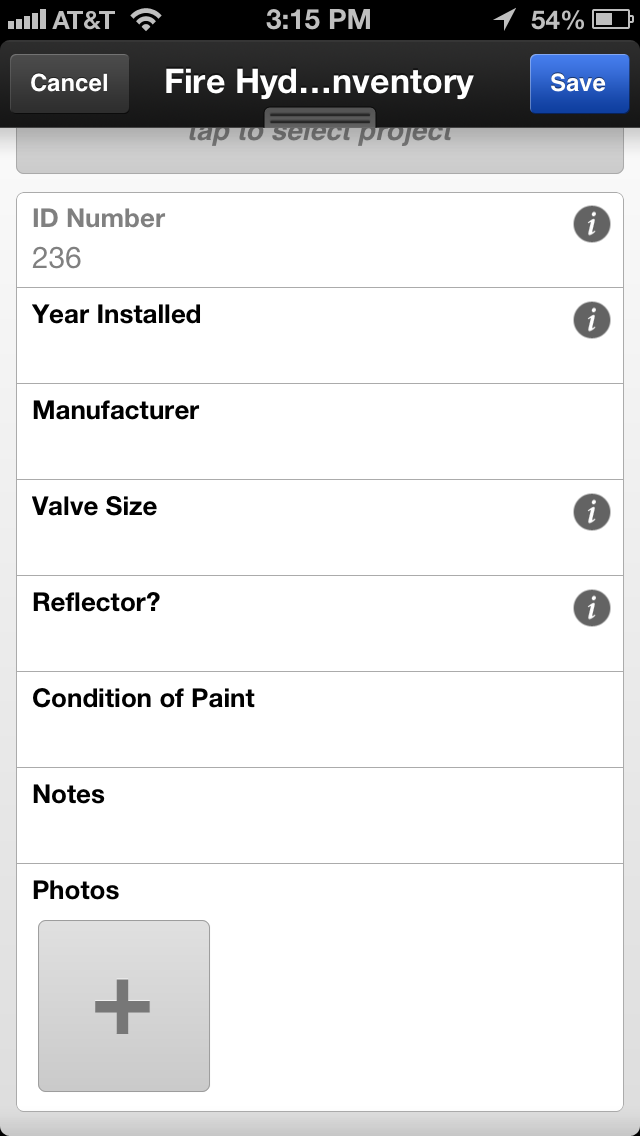 AT&T 3:15 PM 54%
Cancel Fire Hyd...nventory Save
tap to select project
ID Number
236
Year Installed
Manufacturer
Valve Size
Reflector?
Condition of Paint
Notes
Photos